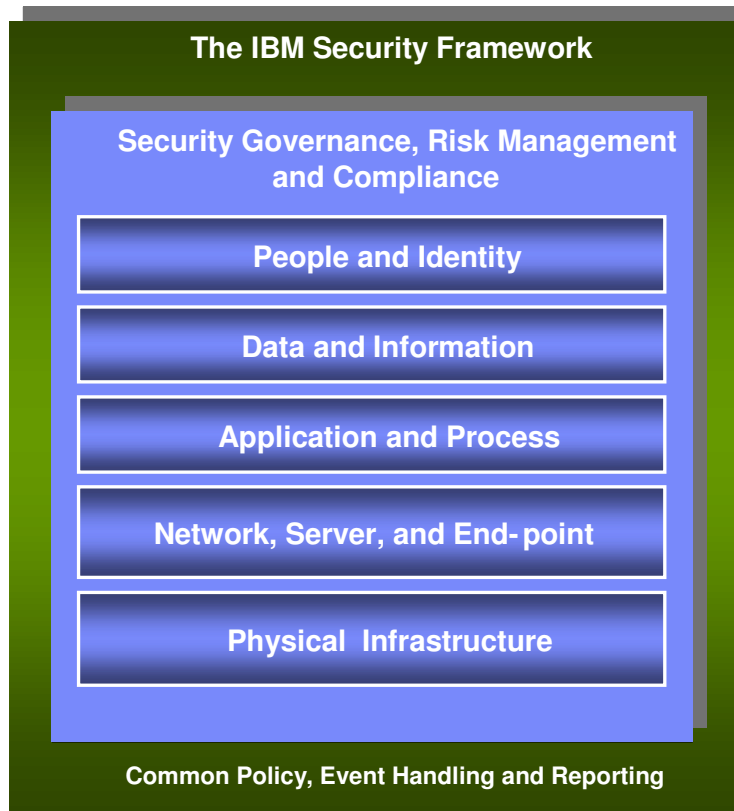 The IBM Security Framework
Security Governance, Risk Management
and Compliance
People and Identity
Data and Information
Application and Process
Network, Server, and End-point
Physical Infrastructure
Common Policy, Event Handling and Reporting